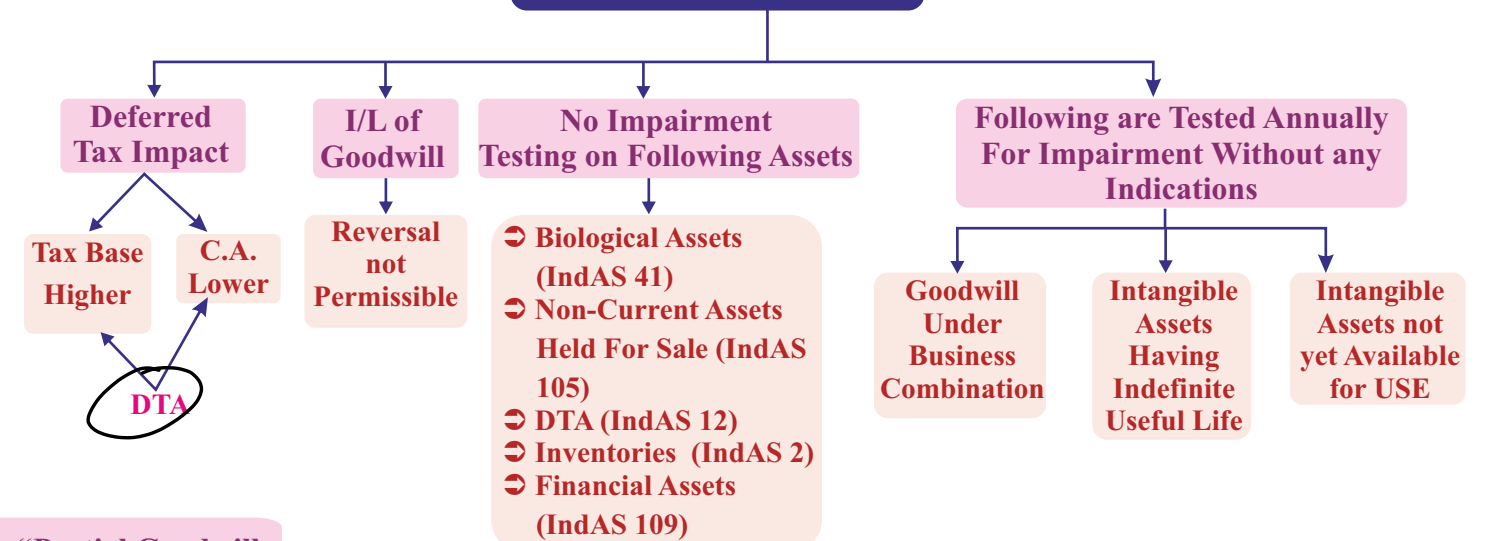 Deferred
Tax Impact
I/L of
Goodwill
No Impairment
Testing on Following Assets
Following are Tested Annually
For Impairment Without any
Indications
Tax Base
Higher
C.A.
Lower
DTA
Reversal
not
Permissible
➲ Biological Assets
(IndAS 41)
➲ Non-Current Assets
Held For Sale (IndAS
105)
➲ DTA (IndAS 12)
➲ Inventories (IndAS 2)
➲ Financial Assets
(IndAS 109)
Goodwill
Under
Business
Combination
Intangible
Assets
Having
Indefinite
Useful Life
Intangible
Assets not
yet Available
for USE
“Partial Goodwill